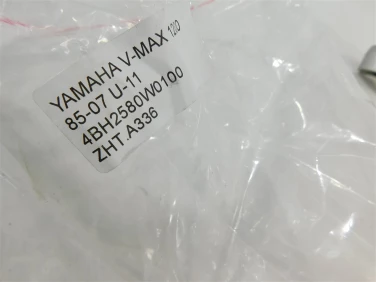 YAMAHA V-MAX 1200
85-07 U-11
4BH2580W0100
ZHT.A336